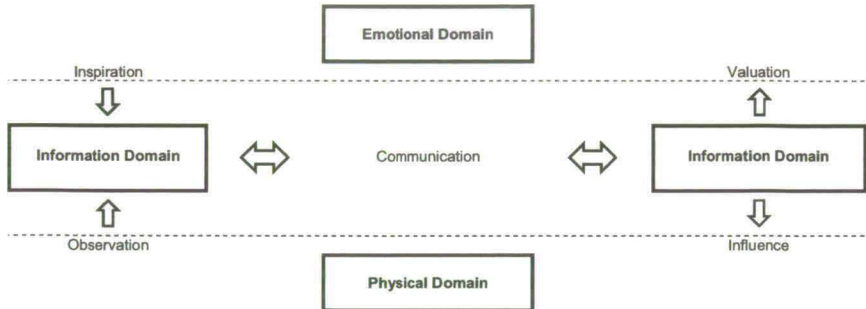 Emotional Domain
Inspiration
Valuation
Information Domain
Communication
Information Domain
Observation
Influence
Physical Domain